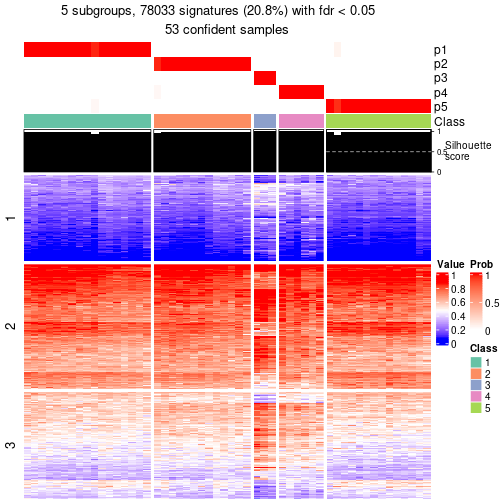 5 subgroups, 78033 signatures (20.8%) with fdr < 0.05
53 confident samples
p1
p2
p3
p4
p5
Class
1
0.5
0
Silhouette
score
1
2
3
Value
1
0.8
0.6
0.4
0.2
0
Prob
1
0.5
0
Class
1
2
3
4
5